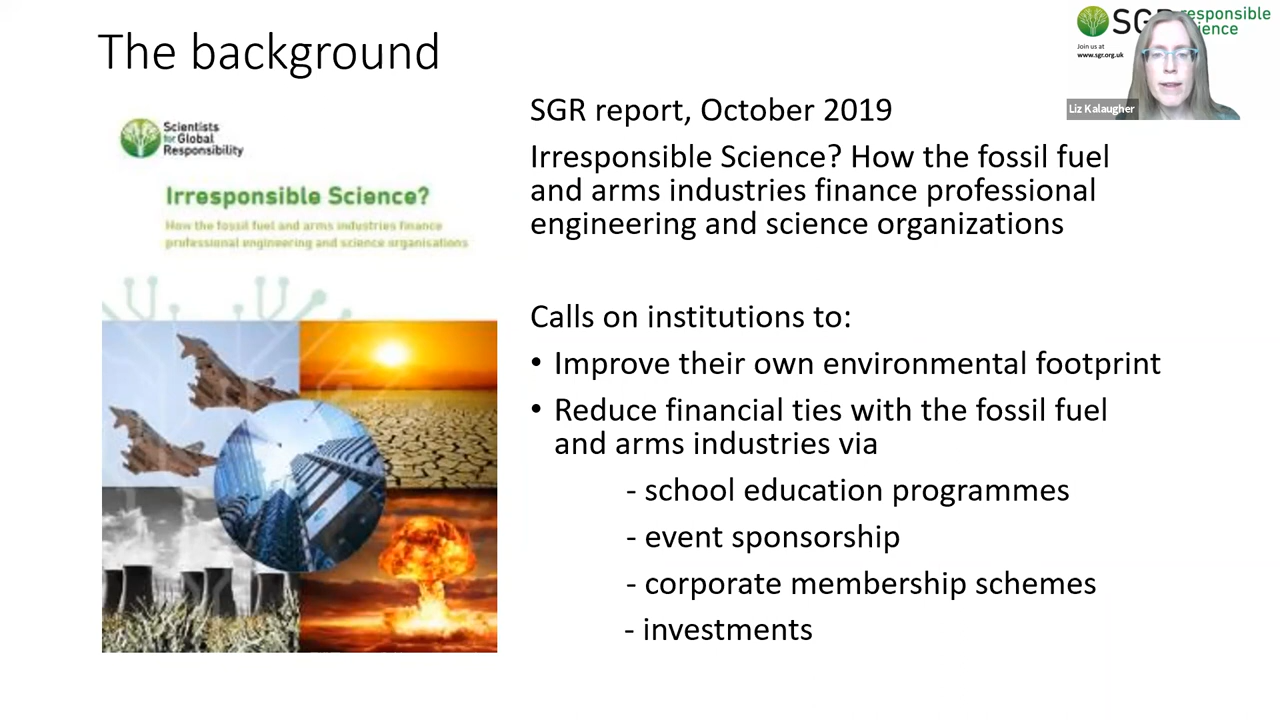 The background
SGR responsible
science
Join us at
www.sgr.org.uk
Liz Kalaugher
Scientists
for Global
Responsibility
Irresponsible Science?
How the fossil fuel and arms industries finance
professional engineering and science organisations
SGR report, October 2019
Irresponsible Science? How the fossil fuel
and arms industries finance professional
engineering and science organizations
Calls on institutions to:
• Improve their own environmental footprint
• Reduce financial ties with the fossil fuel
and arms industries via
- school education programmes
- event sponsorship
- corporate membership schemes
- investments